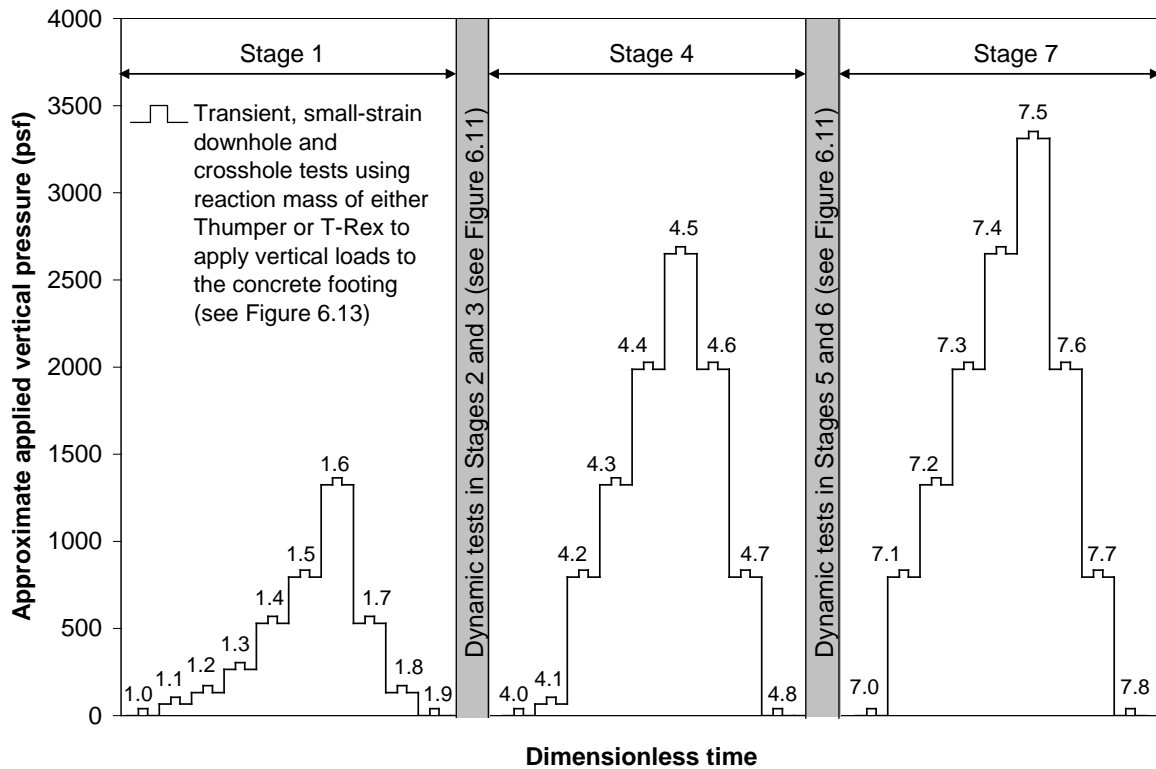 Approximate applied vertical pressure (psf)
4000
3500
3000
2500
2000
1500
1000
500
0
Stage 1
Transient, small-strain
downhole and
crosshole tests using
reaction mass of either
Thumper or T-Rex to
apply vertical loads to
the concrete footing
(see Figure 6.13)
1.0
1.1
1.2
1.3
1.4
1.5
1.6
1.7
1.8
1.9
Dynamic tests in Stages 2 and 3 (see Figure 6.11)
Stage 4
4.0
4.1
4.2
4.3
4.4
4.5
4.6
4.7
4.8
Dynamic tests in Stages 5 and 6 (see Figure 6.11)
Stage 7
7.0
7.1
7.2
7.3
7.4
7.5
7.6
7.7
7.8
Dimensionless time